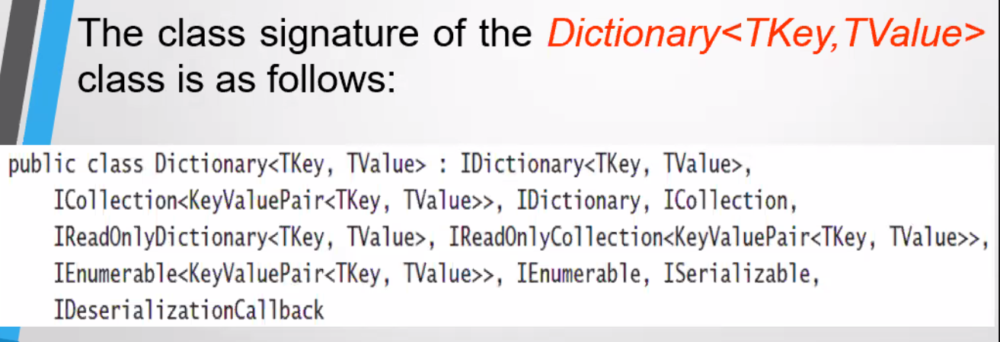 The class signature of the Dictionary<TKey,TValue>
class is as follows:
public class Dictionary<TKey, TValue> : IDictionary<TKey, TValue>,
ICollection<KeyValuePair<TKey, TValue>>, IDictionary, ICollection,
IReadOnlyDictionary<TKey, TValue>, IReadOnlyCollection<KeyValuePair<TKey, TValue>>,
IEnumerable<KeyValuePair<TKey, TValue>>, IEnumerable, ISerializable,
IDeserializationCallback